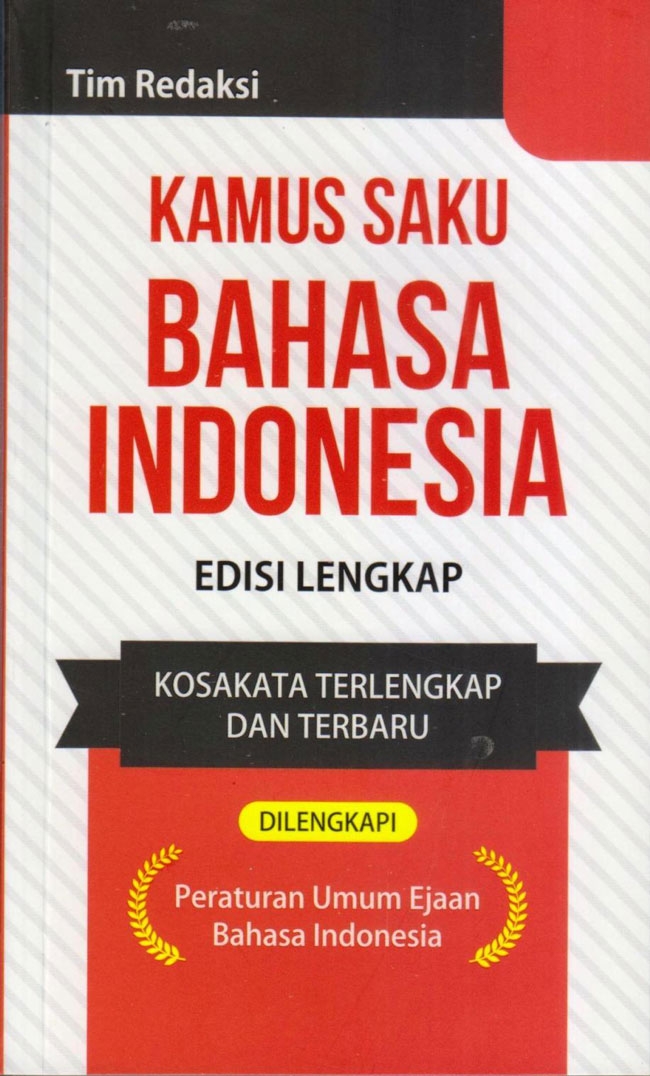 Tim Redaksi
KAMUS SAKU
BAHASA
INDONESIA
EDISI LENGKAP
KOSAKATA TERLENGKAP
DAN TERBARU
DILENGKAPI
Peraturan Umum Ejaan
Bahasa Indonesia